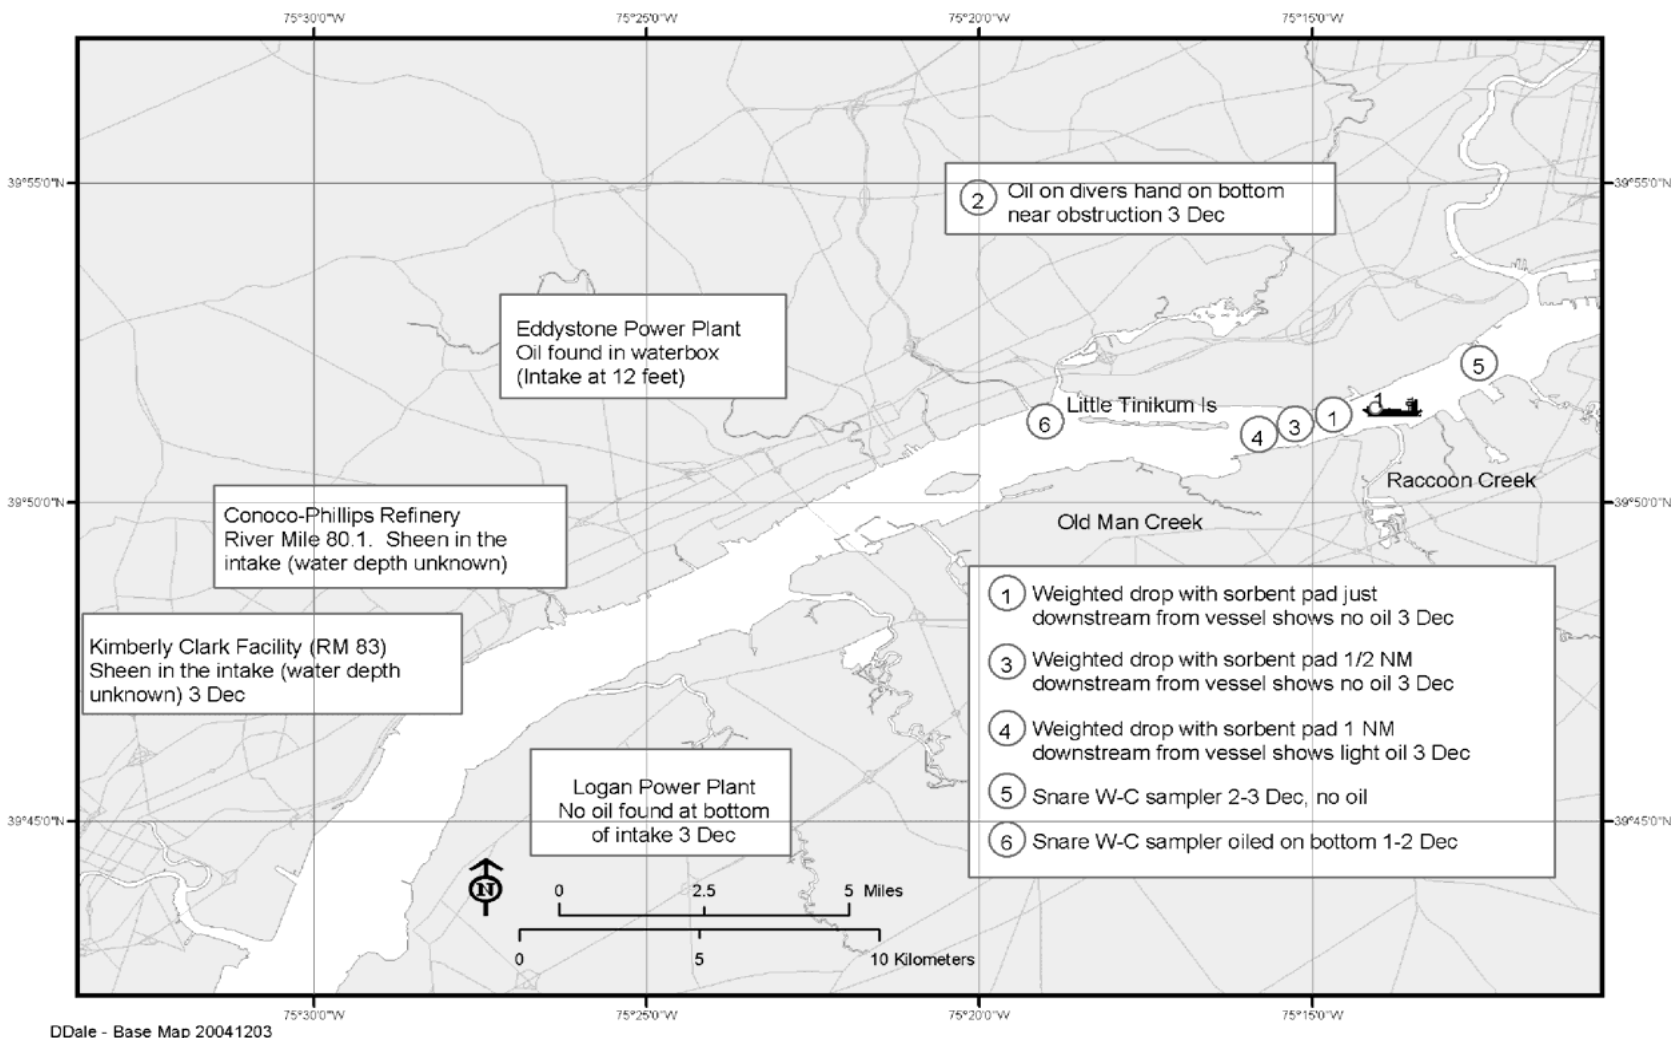 75°30'0"W 75°25'0"W 75°20'0"W 75°15'0"W
39°55'0"N 39°55'0"N
2 Oil on divers hand on bottom
near obstruction 3 Dec
Eddystone Power Plant
Oil found in waterbox
(Intake at 12 feet)
5
Little Tinikum Is
6 4 3 1 1
Raccoon Creek
39°50'0"N 39°50'0"N
Old Man Creek
Conoco-Phillips Refinery
River Mile 80.1. Sheen in the
intake (water depth unknown)
Kimberly Clark Facility (RM 83)
Sheen in the intake (water depth
unknown) 3 Dec
1 Weighted drop with sorbent pad just
downstream from vessel shows no oil 3 Dec
3 Weighted drop with sorbent pad 1/2 NM
downstream from vessel shows no oil 3 Dec
4 Weighted drop with sorbent pad 1 NM
downstream from vessel shows light oil 3 Dec
5 Snare W-C sampler 2-3 Dec, no oil
6 Snare W-C sampler oiled on bottom 1-2 Dec
Logan Power Plant
No oil found at bottom
of intake 3 Dec
39°45'0"N 39°45'0"N
N
0 2.5 5 Miles
0 5 10 Kilometers
75°30'0"W 75°25'0"W 75°20'0"W 75°15'0"W
DDale - Base Map 20041203